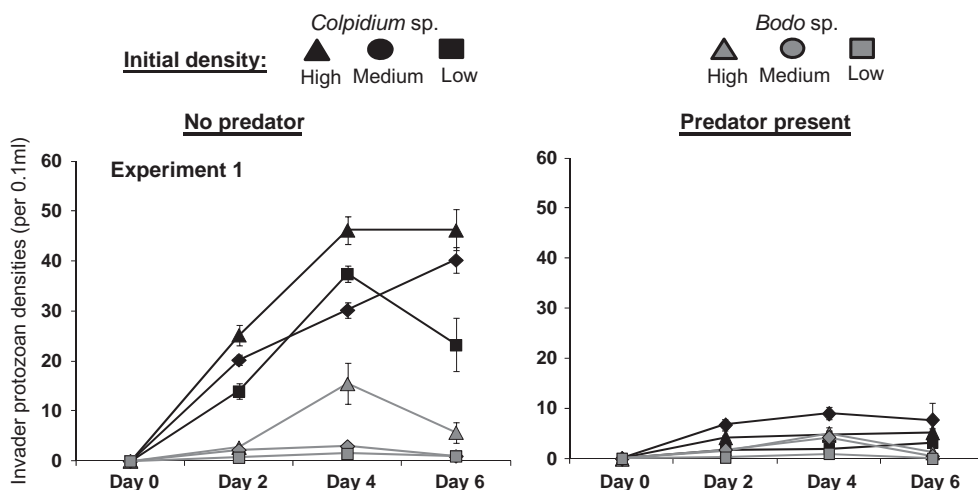 Colpidium sp.
Bodo sp.
Initial density:
High Medium Low
High Medium Low
No predator
Predator present
Experiment 1
Invader protozoan densities (per 0.1ml)
60
50
40
30
20
10
0
Day 0 Day 2 Day 4 Day 6
60
50
40
30
20
10
0
Day 0 Day 2 Day 4 Day 6